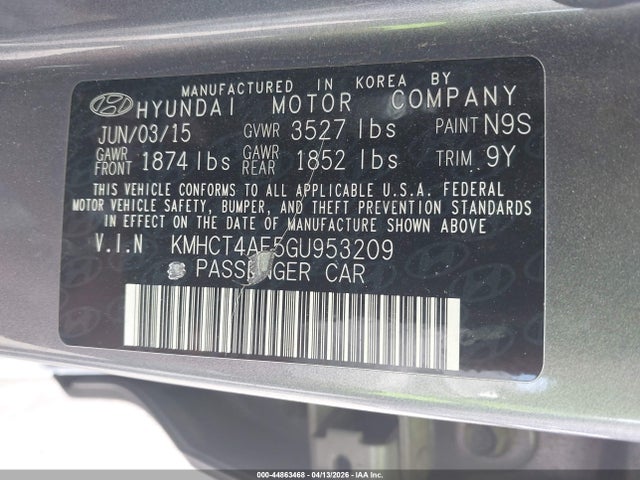 MANUFACTURED IN KOREA BY
HYUNDAI MOTOR COMPANY
JUN/03/15 GVWR 3527 lbs PAINT N9S
GAWR FRONT 1874 lbs GAWR REAR 1852 lbs TRIM 9Y
THIS VEHICLE CONFORMS TO ALL APPLICABLE U.S.A. FEDERAL
MOTOR VEHICLE SAFETY, BUMPER, AND THEFT PREVENTION STANDARDS
IN EFFECT ON THE DATE OF MANUFACTURE SHOWN ABOVE
V.I.N KMHCT4AE5GU953209
PASSENGER CAR
000-44863468 - 04/13/2026 - IAA Inc.